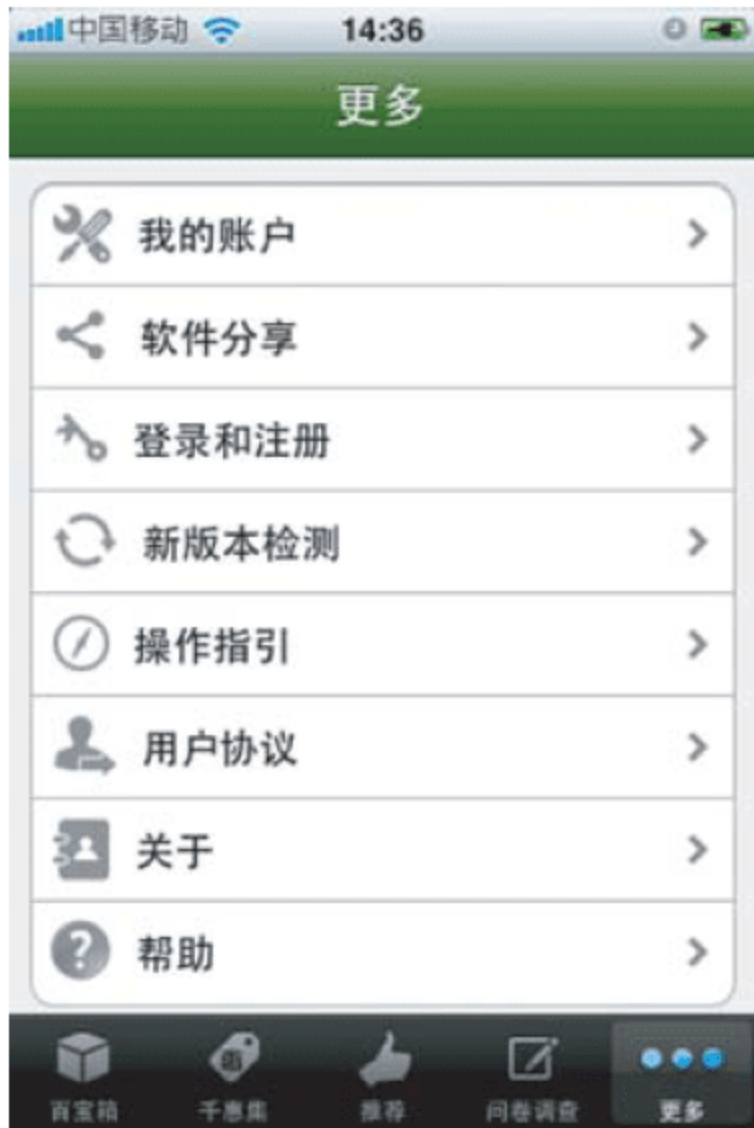 中国移动 14:36
更多
我的账户
软件分享
登录和注册
新版本检测
操作指引
用户协议
关于
帮助
百宝箱 千惠集 推荐 问卷调查 更多